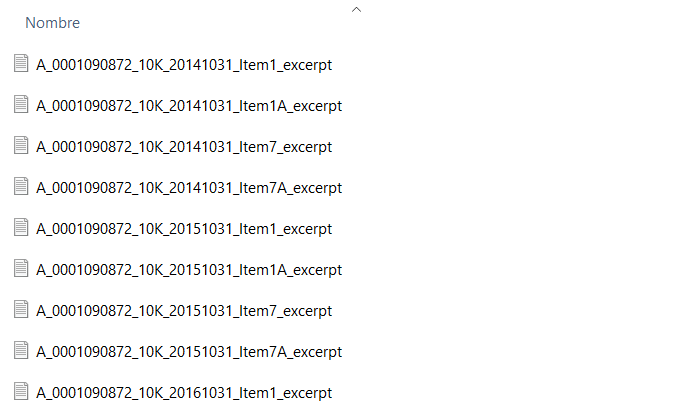 Nombre
A_0001090872_10K_20141031_Item1_excerpt
A_0001090872_10K_20141031_Item1A_excerpt
A_0001090872_10K_20141031_Item7_excerpt
A_0001090872_10K_20141031_Item7A_excerpt
A_0001090872_10K_20151031_Item1_excerpt
A_0001090872_10K_20151031_Item1A_excerpt
A_0001090872_10K_20151031_Item7_excerpt
A_0001090872_10K_20151031_Item7A_excerpt
A_0001090872_10K_20161031_Item1_excerpt